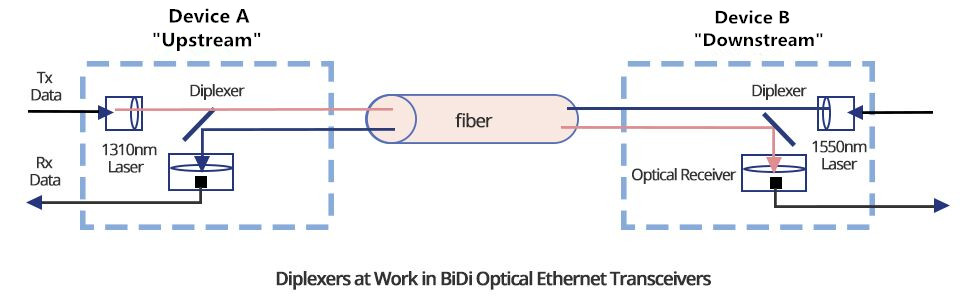 Device A
"Upstream"
Device B
"Downstream"
Tx
Data
Diplexer
1310nm
Laser
Rx
Data
fiber
Diplexer
1550nm
Laser
Optical Receiver
Diplexers at Work in BiDi Optical Ethernet Transceivers